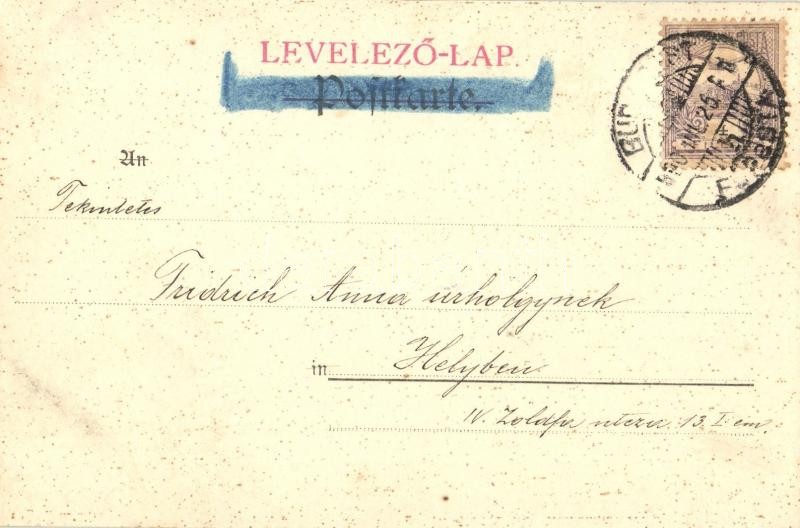 LEVELEZŐ-LAP.
Postkarte.
An
Tekintetes
Fridrich Anna úrhölgynek
in Helyben
IV. Zöldfa utcza 13. I em.